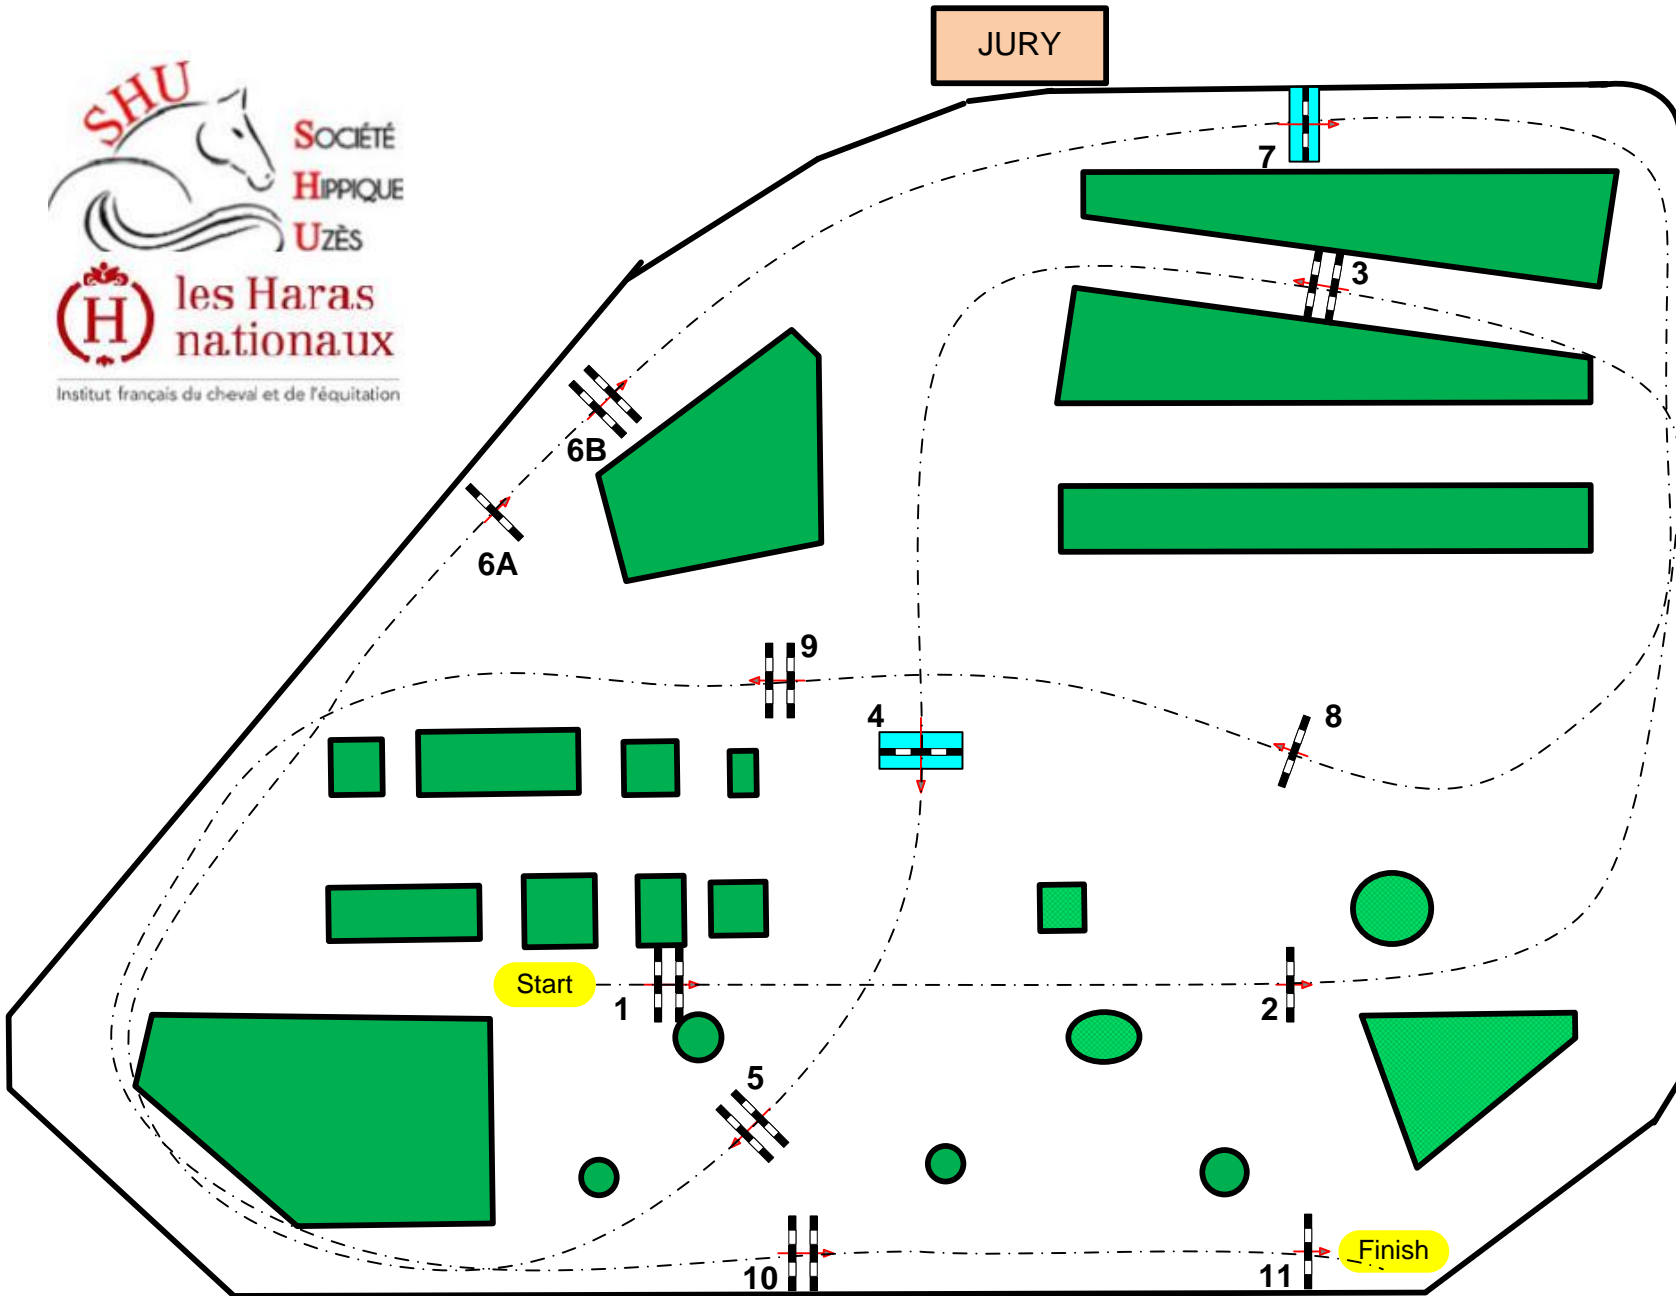 JURY
SHU
SOCIÉTÉ
HIPPIQUE
UZÈS
H
les Haras
nationaux
Institut français du cheval et de l'équitation
7
3
6B
6A
9
4
8
Start
1
2
5
10
11
Finish